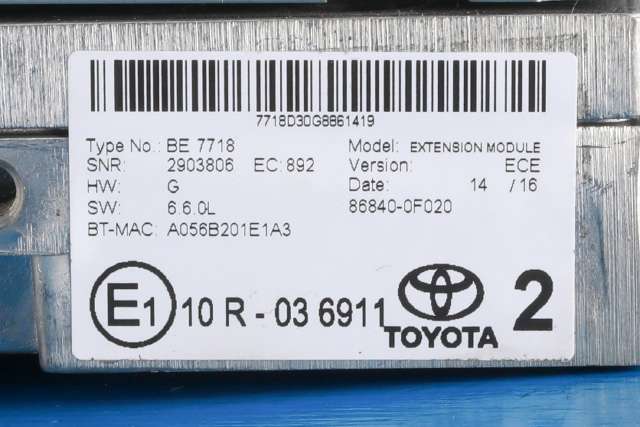 7718D30G8861419
Type No.: BE 7718 Model: EXTENSION MODULE
SNR: 2903806 EC: 892 Version: ECE
HW: G Date: 14 / 16
SW: 6.6.0L 86840-0F020
BT-MAC: A056B201E1A3
E1 10 R - 03 6911 TOYOTA 2